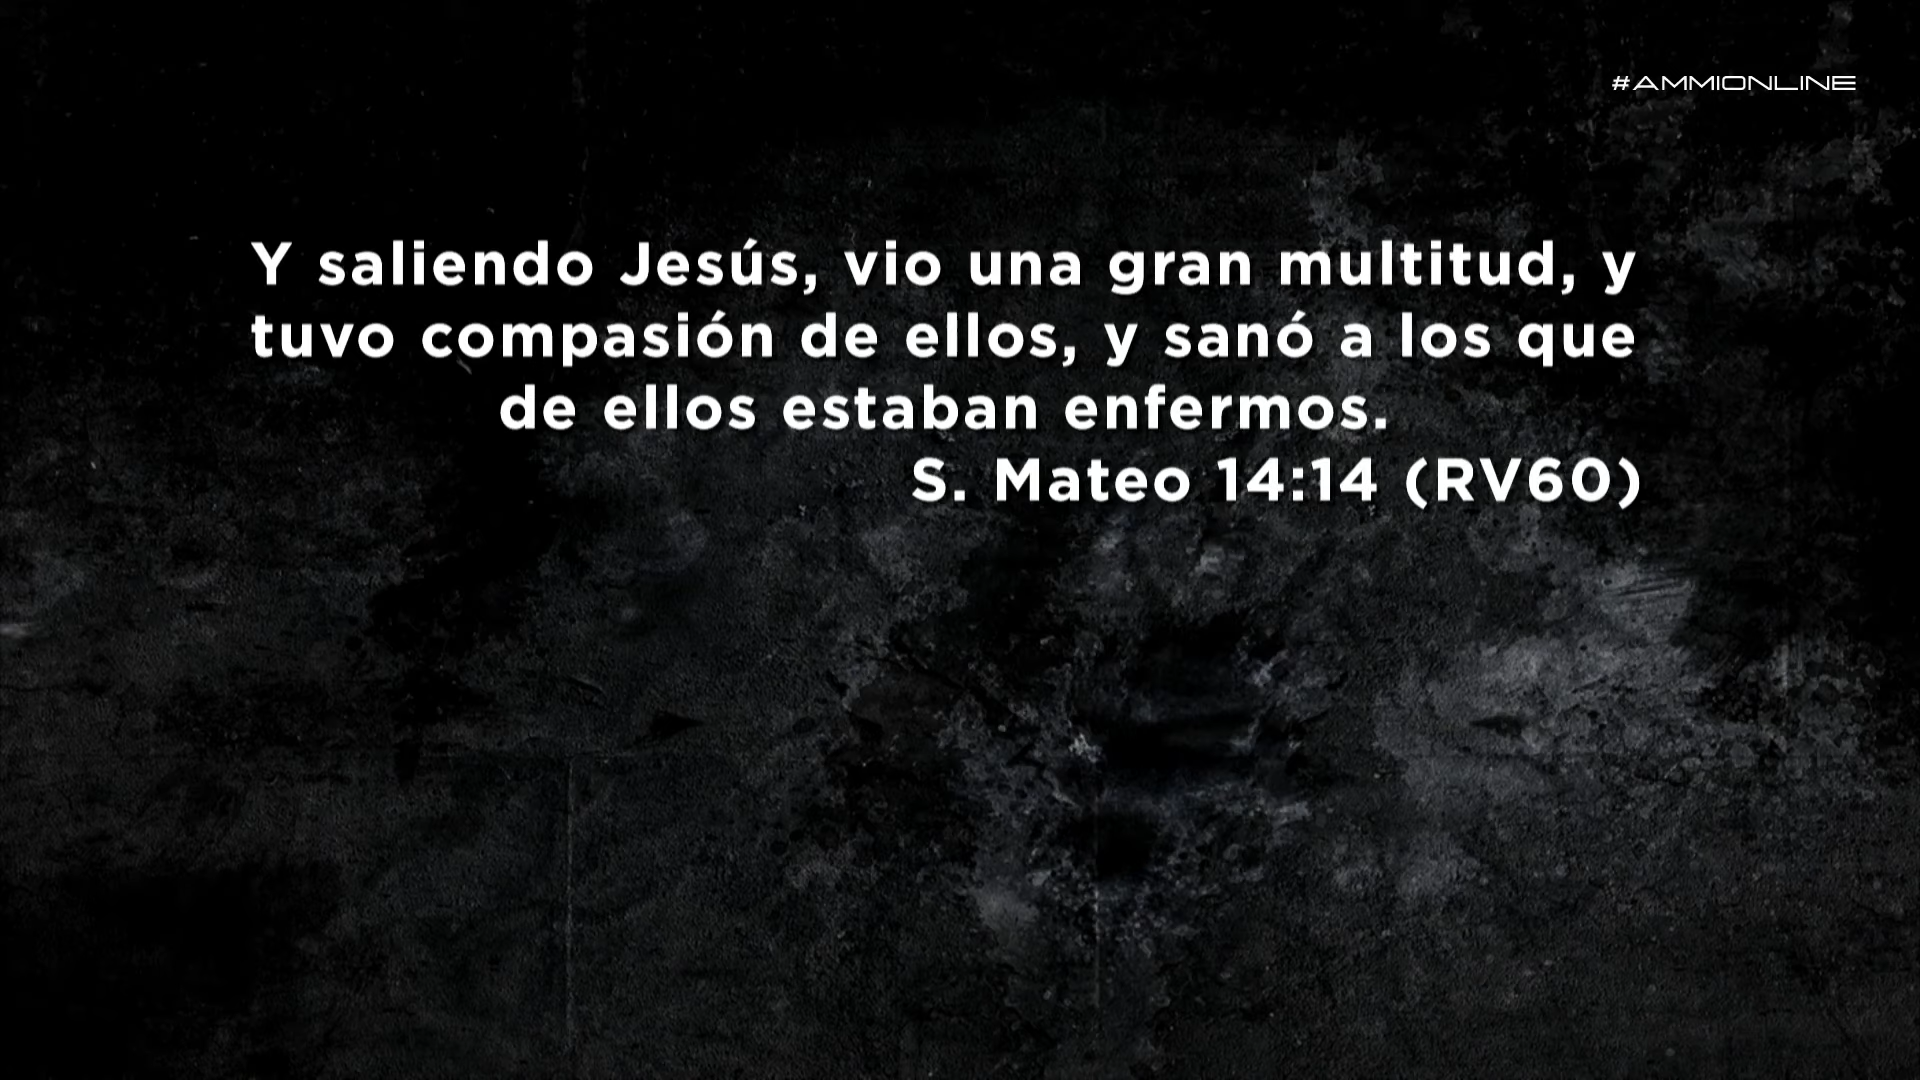 #AMMIONLINE
Y saliendo Jesús, vio una gran multitud, y
tuvo compasión de ellos, y sanó a los que
de ellos estaban enfermos.
S. Mateo 14:14 (RV60)